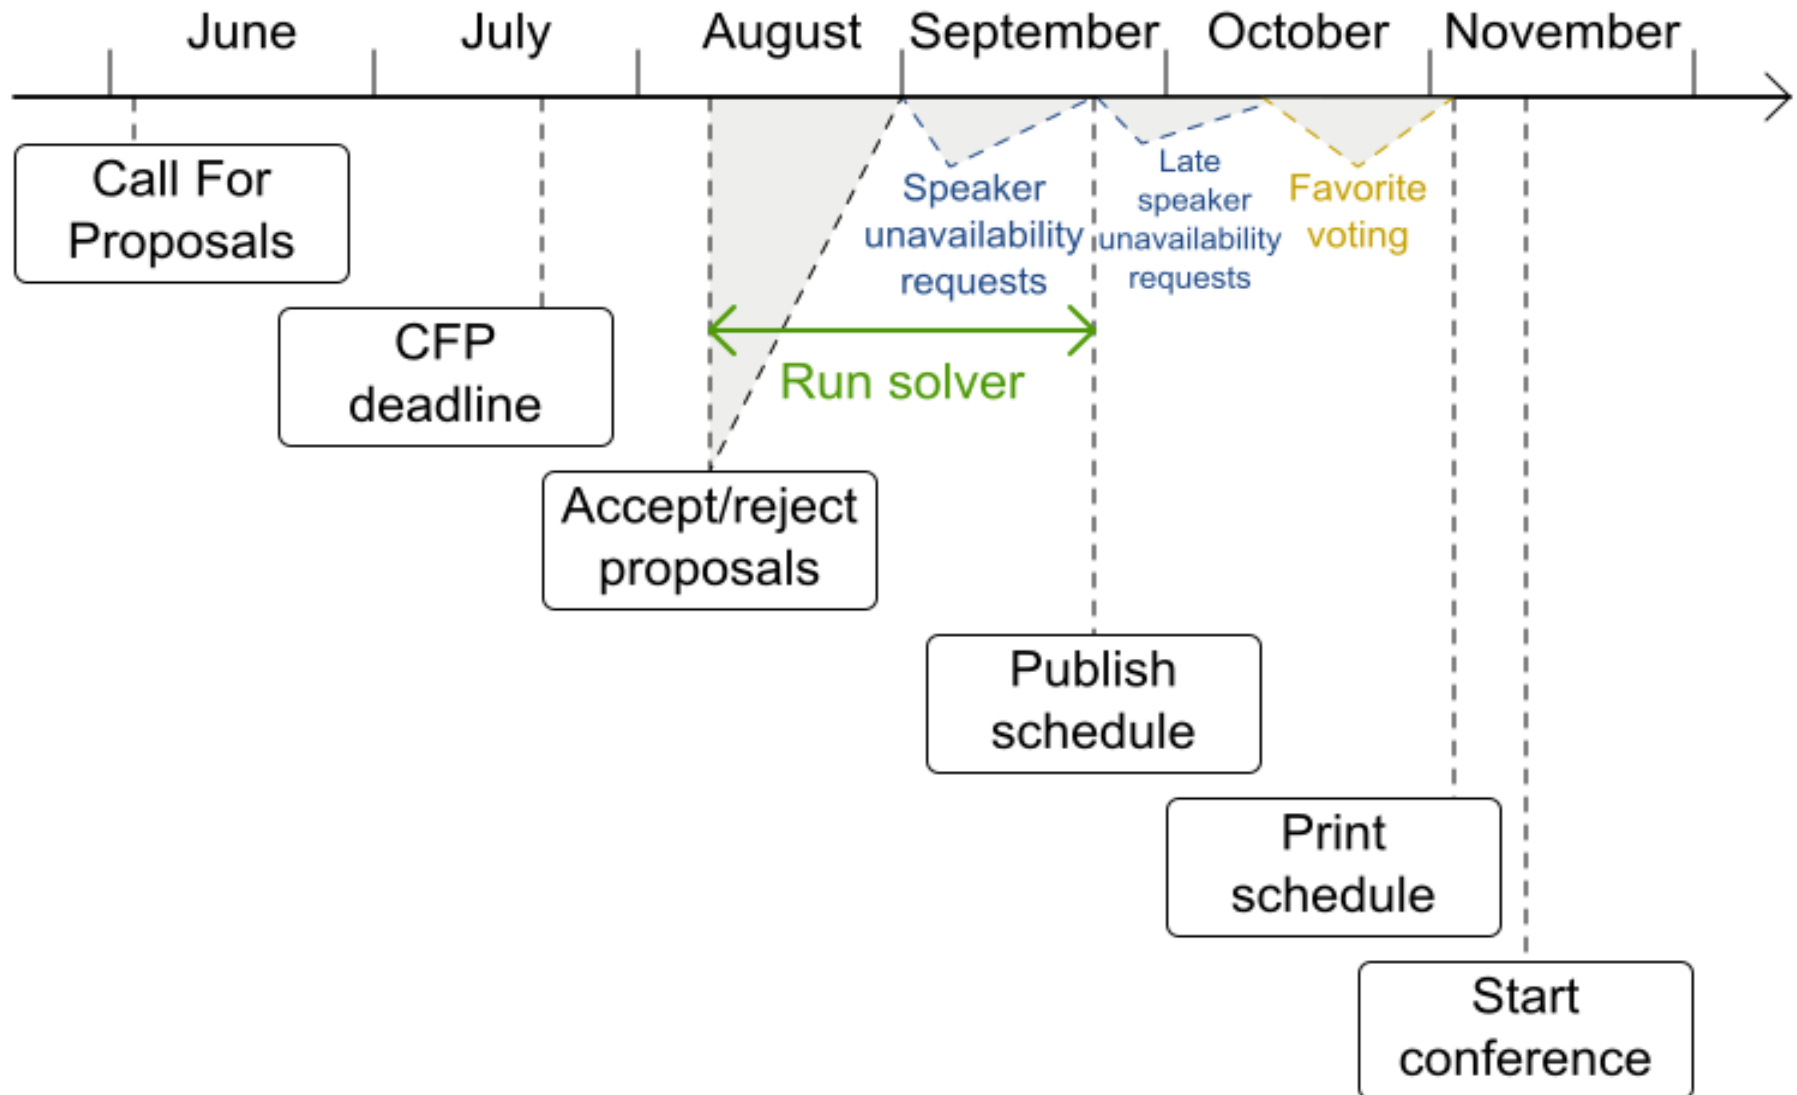 June
July
August
September
October
November
Call For
Proposals
CFP
deadline
Accept/reject
proposals
Speaker
unavailability
requests
Late
speaker
unavailability
requests
Favorite
voting
Run solver
Publish
schedule
Print
schedule
Start
conference